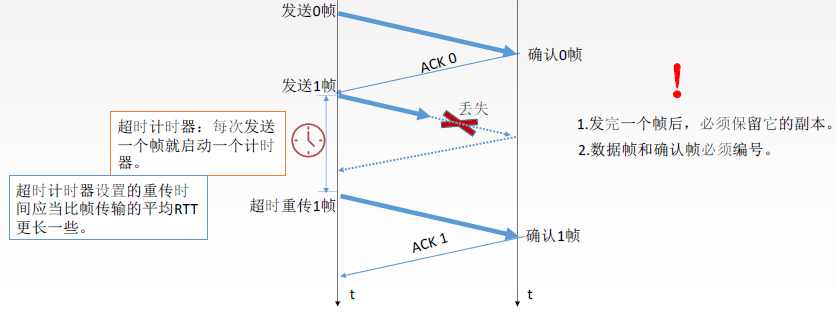 发送0帧
ACK 0
确认0帧
发送1帧
丢失
超时计时器：每次发送
一个帧就启动一个计时
器。
超时计时器设置的重传时
间应当比帧传输的平均RTT
更长一些。
超时重传1帧
ACK 1
确认1帧
t
t
!
1.发完一个帧后，必须保留它的副本。
2.数据帧和确认帧必须编号。